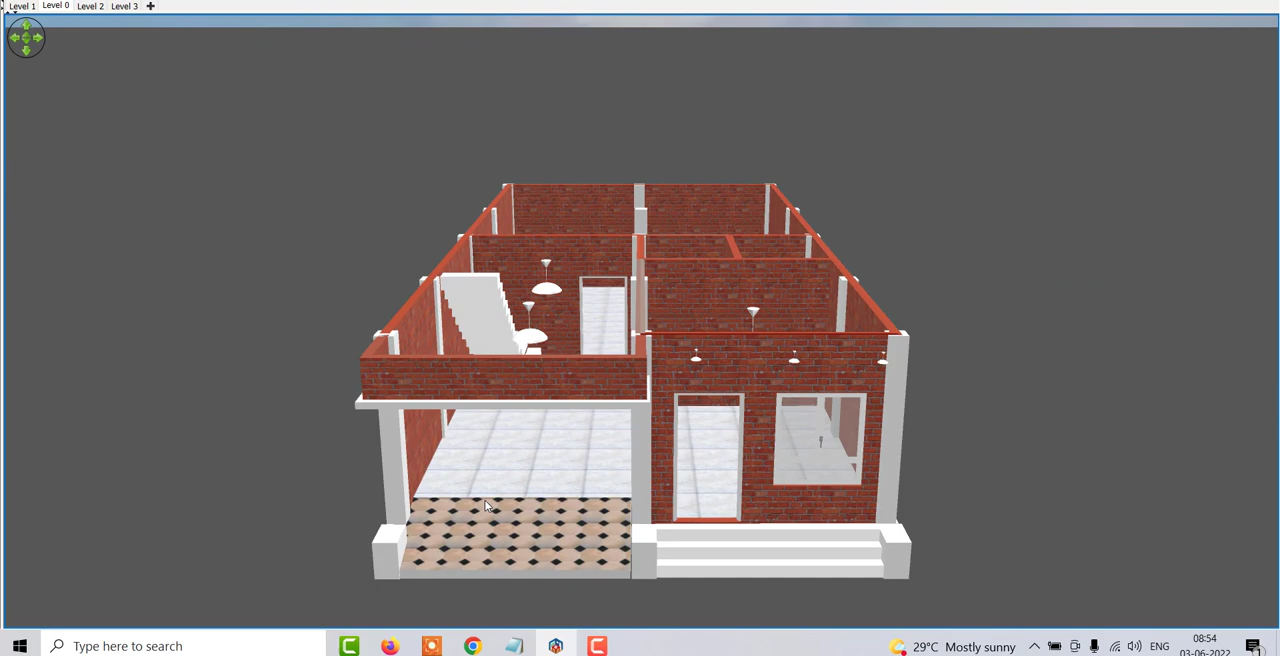 Level 1 Level 0 Level 2 Level 3
Type here to search
29°C Mostly sunny
ENG
08:54
03-06-2022
1